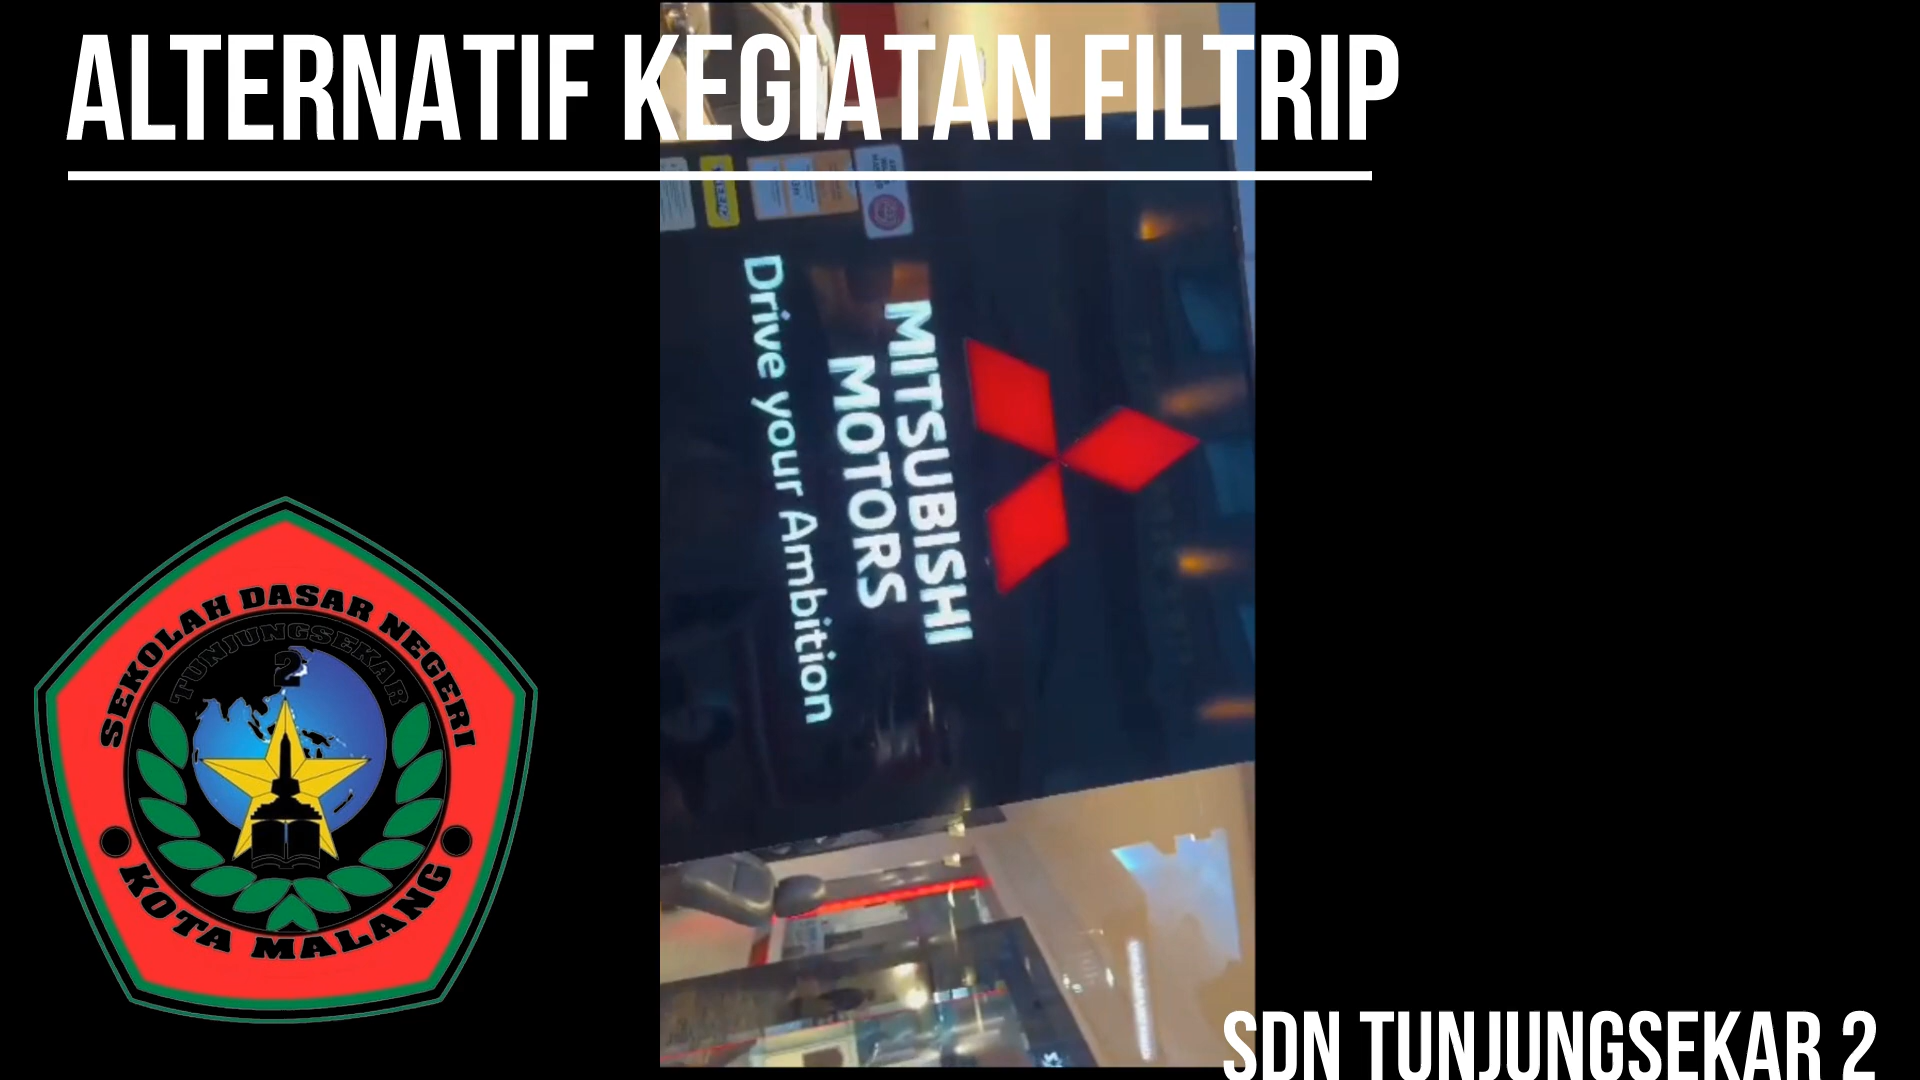 ALTERNATIF KEGIATAN FILTRIP
MITSUBISHI
MOTORS
Drive your Ambition
SEKOLAH DASAR NEGERI
TUNJUNGSEKAR
2
KOTA MALANG
SDN TUNJUNGSEKAR 2